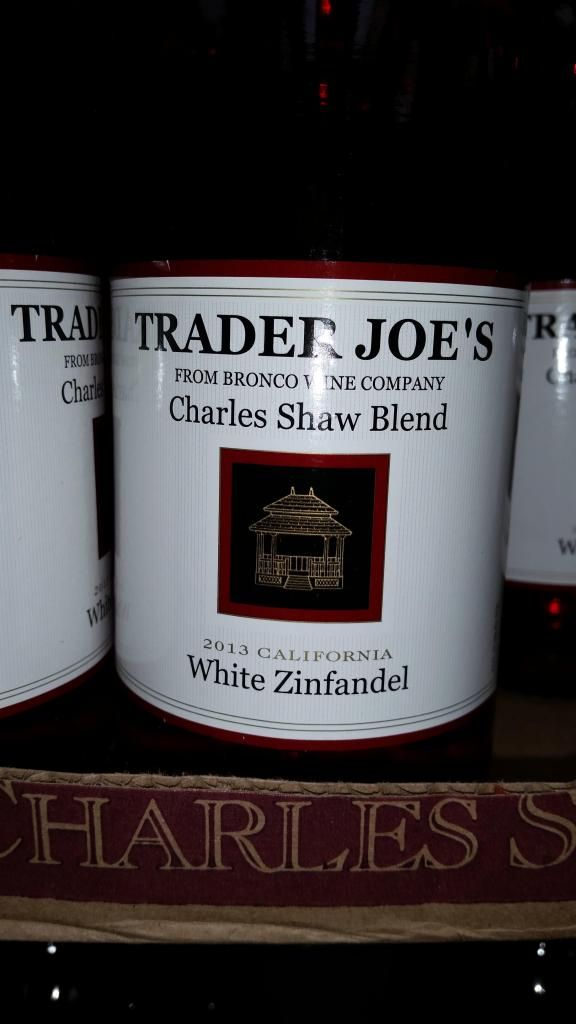 TRADER JOE'S
FROM BRONCO WINE COMPANY
Charles Shaw Blend
2013 CALIFORNIA
White Zinfandel
CHARLES S